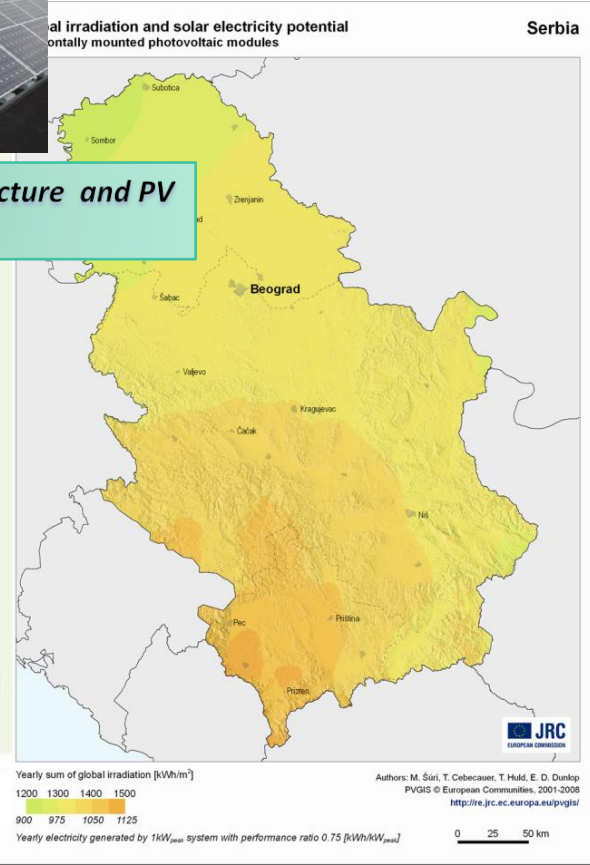 al irradiation and solar electricity potential
ontally mounted photovoltaic modules
Serbia
Subotica
Sombor
cture and PV
Zrenjanin
ad
Beograd
Šabac
Valjevo
Kragujevac
Čačak
Niš
Pec
Priština
Prizren
JRC
EUROPEAN COMMISSION
Yearly sum of global irradiation [kWh/m²]
1200 1300 1400 1500
900 975 1050 1125
Yearly electricity generated by 1kWpeak system with performance ratio 0.75 [kWh/kWpeak]
Authors: M. Šúri, T. Cebecauer, T. Huld, E. D. Dunlop
PVGIS © European Communities, 2001-2008
http://re.jrc.ec.europa.eu/pvgis/
0 25 50 km